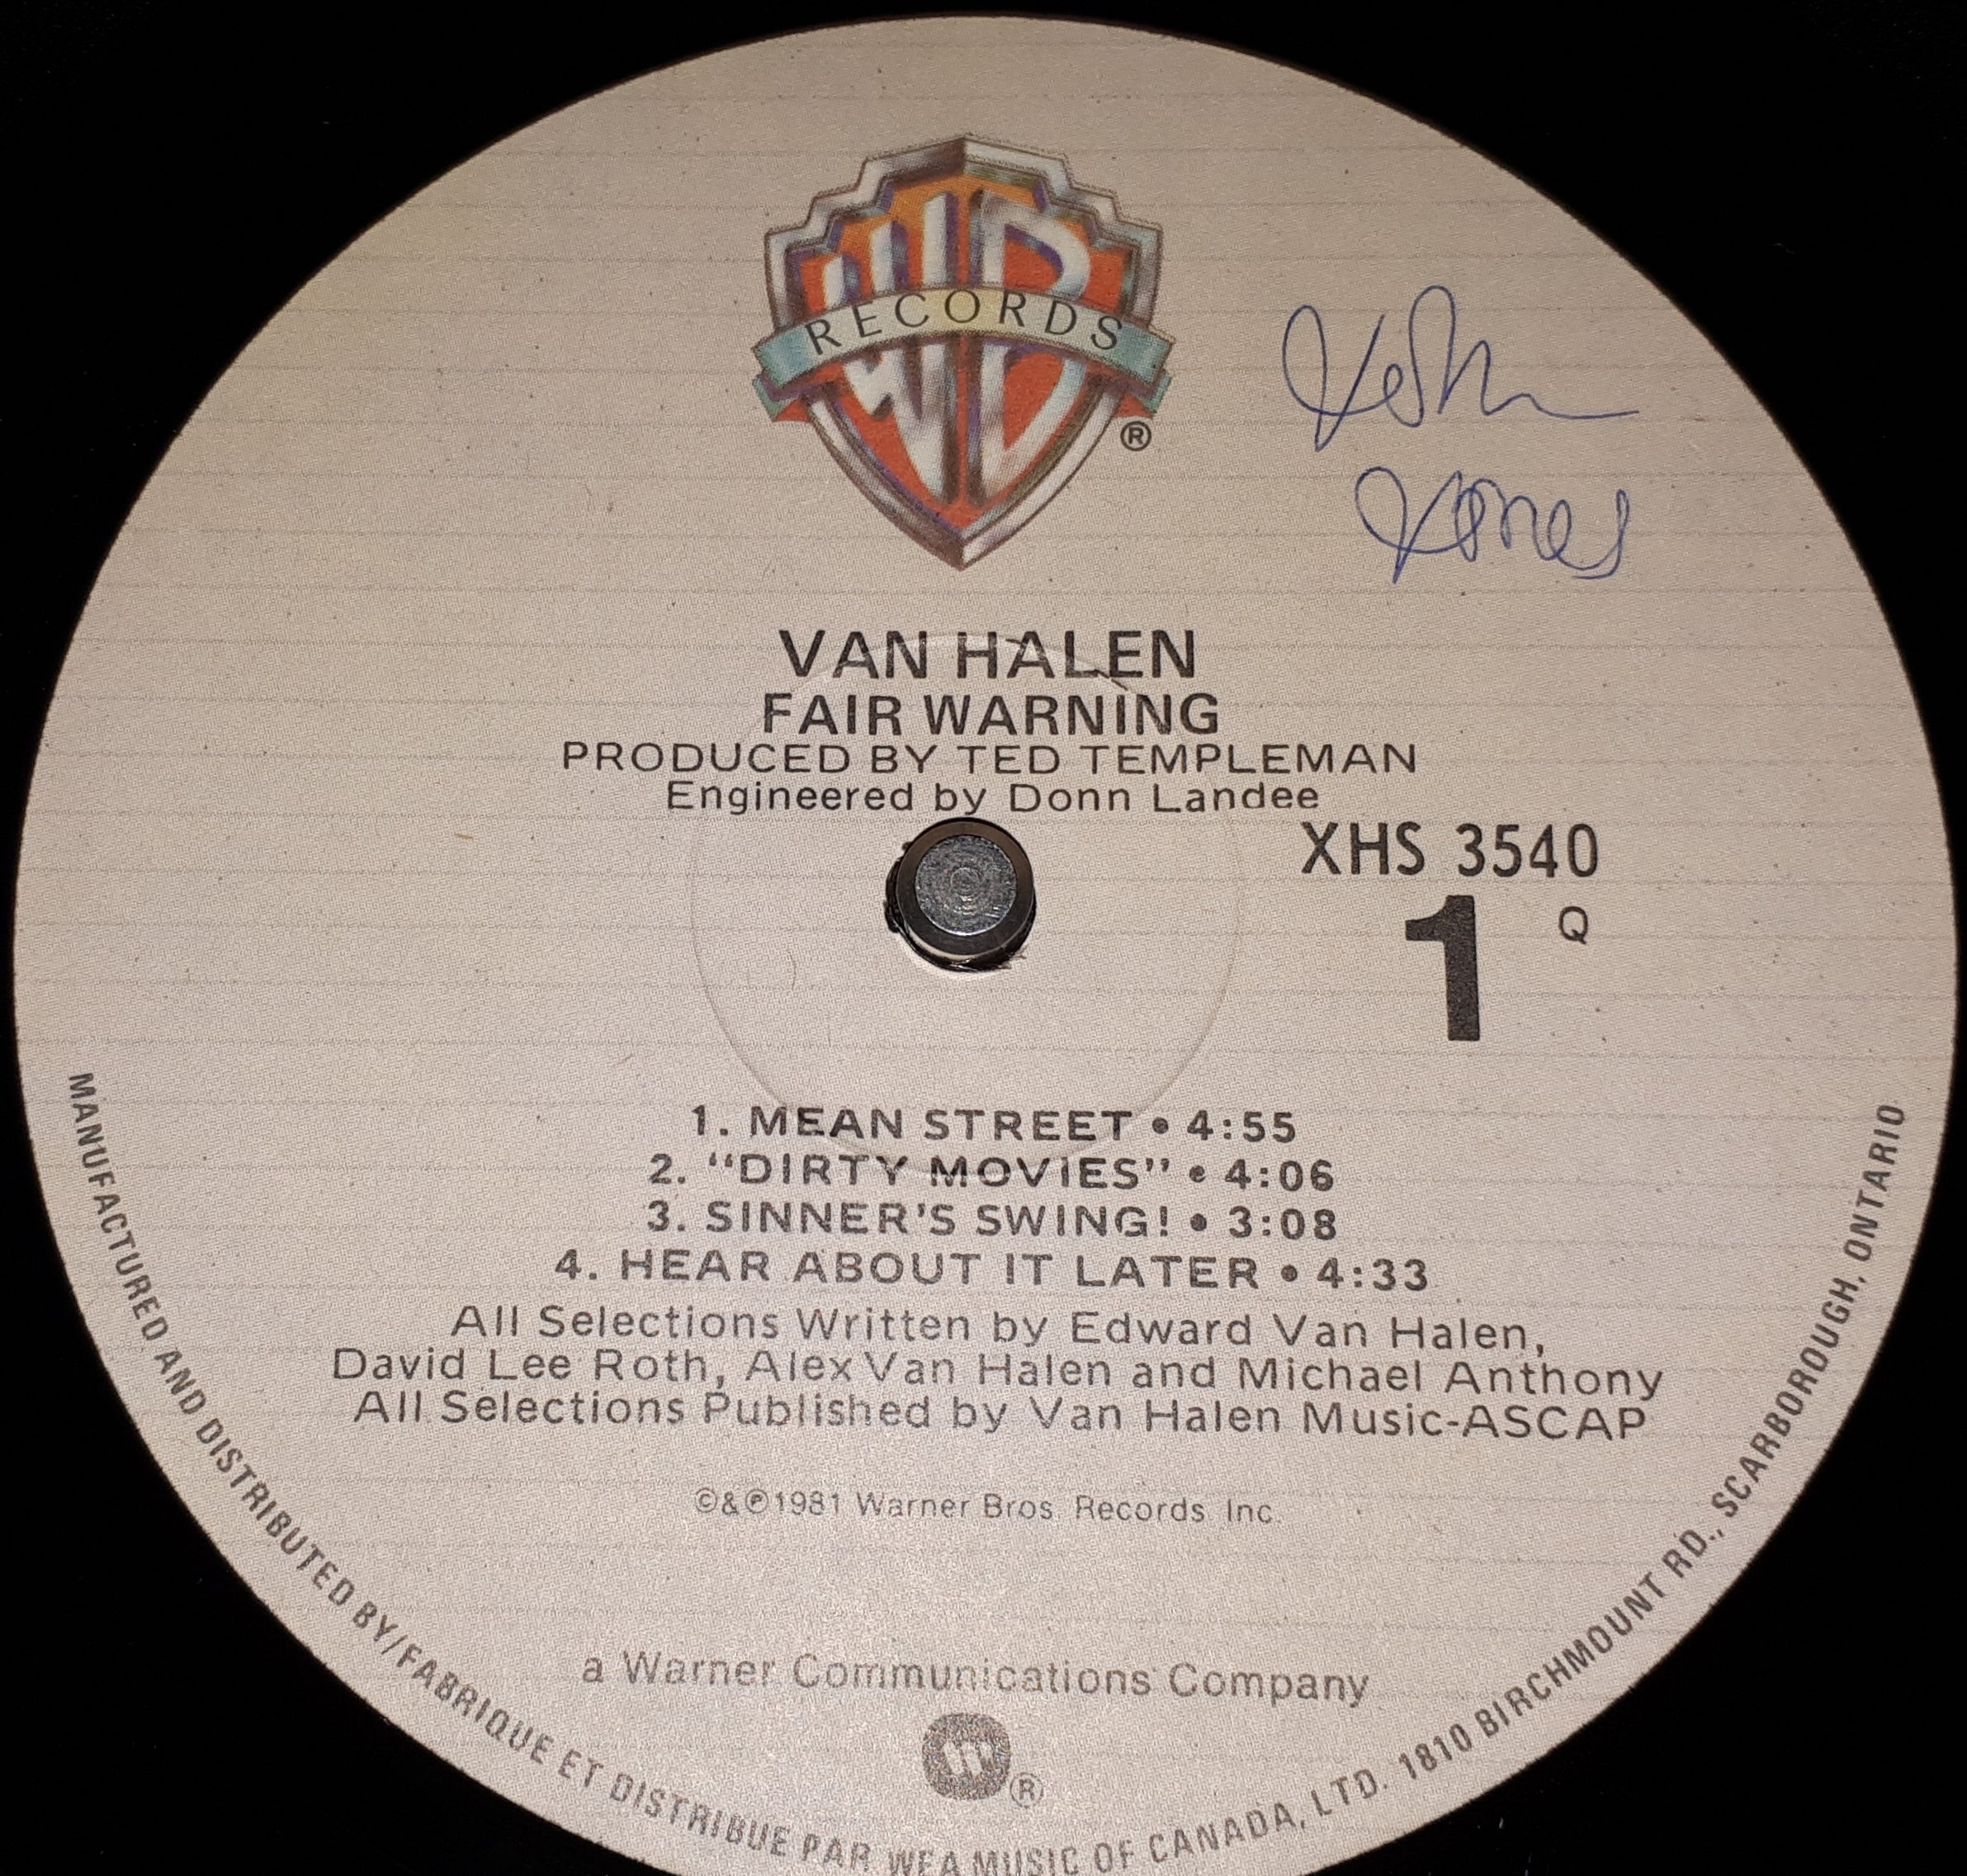 RECORDS
®
VAN HALEN
FAIR WARNING
PRODUCED BY TED TEMPLEMAN
Engineered by Donn Landee
XHS 3540
1 Q
1. MEAN STREET • 4:55
2. “DIRTY MOVIES” • 4:06
3. SINNER'S SWING! • 3:08
4. HEAR ABOUT IT LATER • 4:33
All Selections Written by Edward Van Halen,
David Lee Roth, Alex Van Halen and Michael Anthony
All Selections Published by Van Halen Music-ASCAP
©&℗1981 Warner Bros. Records Inc.
a Warner Communications Company
®
MANUFACTURED AND DISTRIBUTED BY/FABRIQUE ET DISTRIBUE PAR WEA MUSIC OF CANADA, LTD. 1810 BIRCHMOUNT RD., SCARBOROUGH, ONTARIO